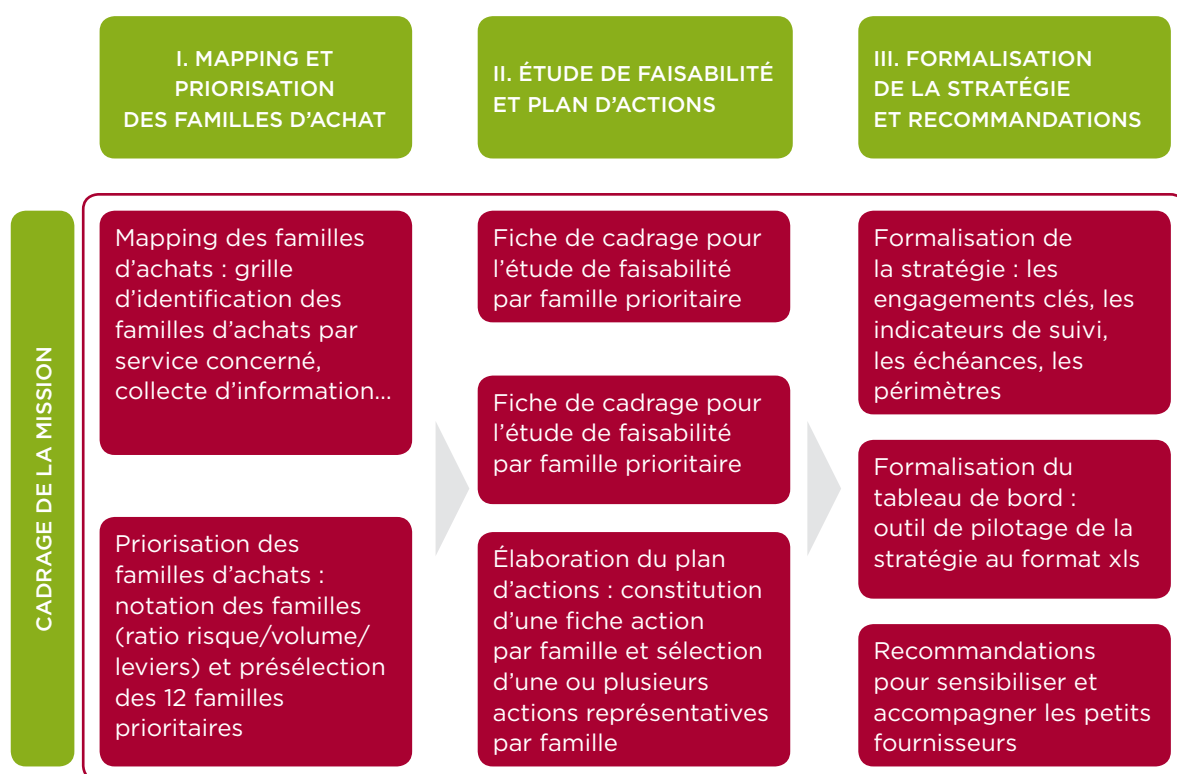 I. MAPPING ET
PRIORISATION
DES FAMILLES D'ACHAT
II. ÉTUDE DE FAISABILITÉ
ET PLAN D'ACTIONS
III. FORMALISATION
DE LA STRATÉGIE
ET RECOMMANDATIONS
CADRAGE DE LA MISSION
Mapping des familles
d'achats : grille
d'identification des
familles d'achats par
service concerné,
collecte d'information...
Priorisation des
familles d'achats :
notation des familles
(ratio risque/volume/
leviers) et présélection
des 12 familles
prioritaires
Fiche de cadrage pour
l'étude de faisabilité
par famille prioritaire
Fiche de cadrage pour
l'étude de faisabilité
par famille prioritaire
Élaboration du plan
d'actions : constitution
d'une fiche action
par famille et sélection
d'une ou plusieurs
actions représentatives
par famille
Formalisation de
la stratégie : les
engagements clés, les
indicateurs de suivi,
les échéances, les
périmètres
Formalisation du
tableau de bord :
outil de pilotage de la
stratégie au format xls
Recommandations
pour sensibiliser et
accompagner les petits
fournisseurs